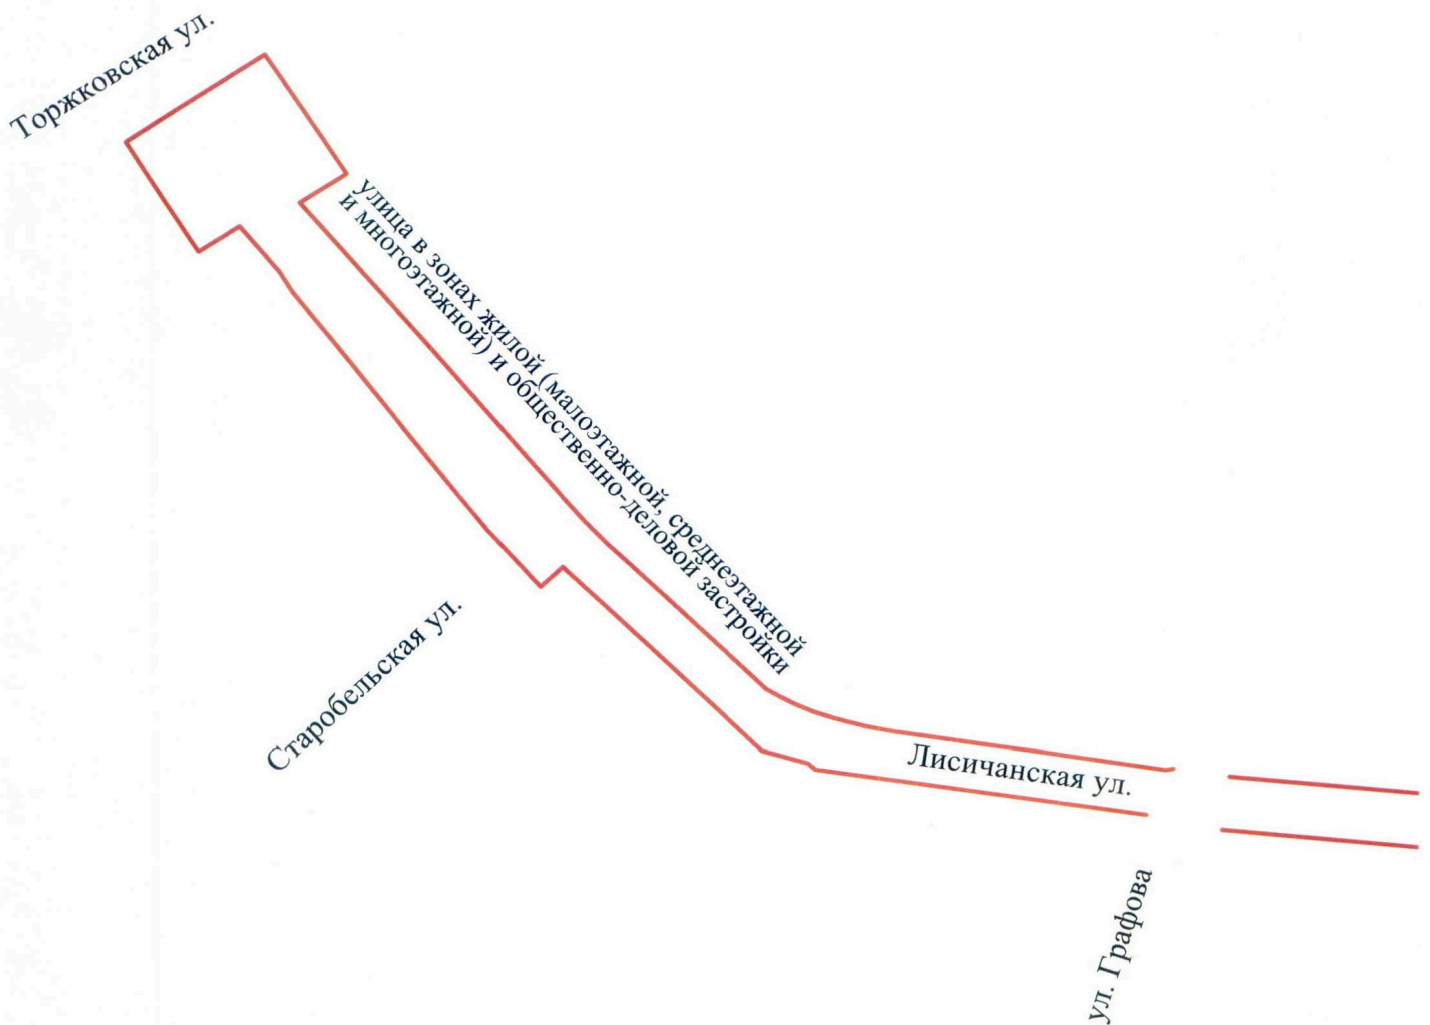 Торжковская ул.
улица в зонах жилой (малоэтажной, среднеэтажной
и многоэтажной) и общественно-деловой застройки
Старобельская ул.
Лисичанская ул.
ул. Графова